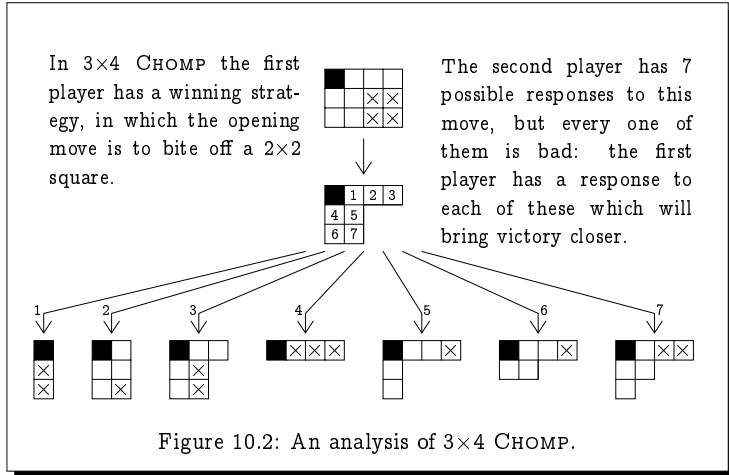 In 3×4 CHOMP the first
player has a winning strat-
egy, in which the opening
move is to bite off a 2×2
square.
The second player has 7
possible responses to this
move, but every one of
them is bad: the first
player has a response to
each of these which will
bring victory closer.
× ×
× ×
1 2 3
4 5
6 7
1 2 3 4 5 6 7
× × × × × × ×
×
× ×
Figure 10.2: An analysis of 3×4 CHOMP.